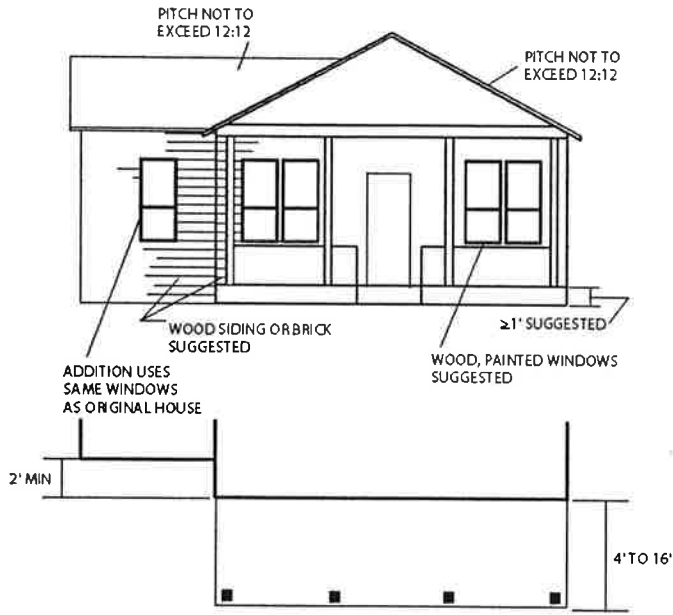 PITCH NOT TO
EXCEED 12:12
PITCH NOT TO
EXCEED 12:12
WOOD SIDING OR BRICK
SUGGESTED
≥1' SUGGESTED
WOOD, PAINTED WINDOWS
SUGGESTED
ADDITION USES
SAME WINDOWS
AS ORIGINAL HOUSE
2' MIN
4' TO 16'